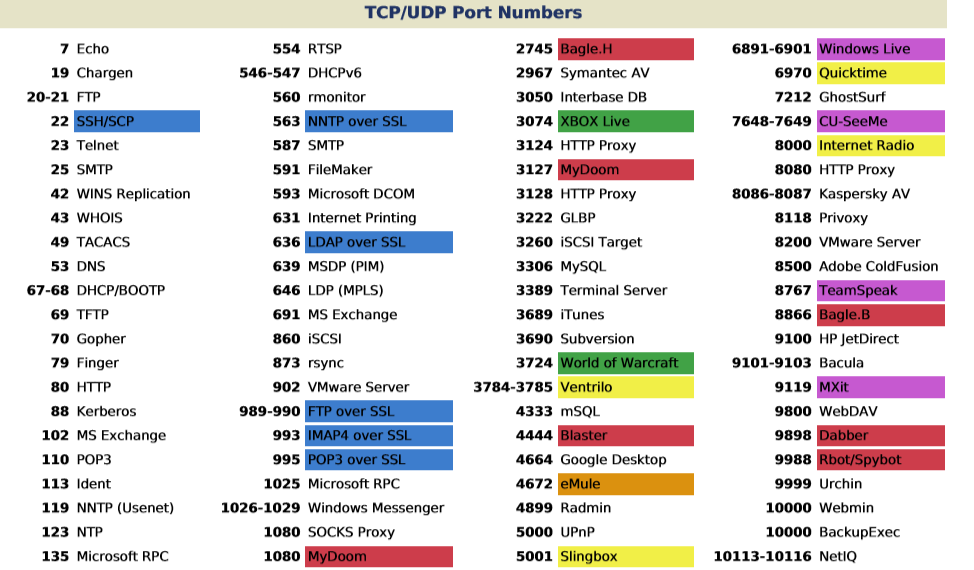 TCP/UDP Port Numbers
7 Echo
19 Chargen
20-21 FTP
22 SSH/SCP
23 Telnet
25 SMTP
42 WINS Replication
43 WHOIS
49 TACACS
53 DNS
67-68 DHCP/BOOTP
69 TFTP
70 Gopher
79 Finger
80 HTTP
88 Kerberos
102 MS Exchange
110 POP3
113 Ident
119 NNTP (Usenet)
123 NTP
135 Microsoft RPC
554 RTSP
546-547 DHCPv6
560 rmonitor
563 NNTP over SSL
587 SMTP
591 FileMaker
593 Microsoft DCOM
631 Internet Printing
636 LDAP over SSL
639 MSDP (PIM)
646 LDP (MPLS)
691 MS Exchange
860 iSCSI
873 rsync
902 VMware Server
989-990 FTP over SSL
993 IMAP4 over SSL
995 POP3 over SSL
1025 Microsoft RPC
1026-1029 Windows Messenger
1080 SOCKS Proxy
1080 MyDoom
2745 Bagle.H
2967 Symantec AV
3050 Interbase DB
3074 XBOX Live
3124 HTTP Proxy
3127 MyDoom
3128 HTTP Proxy
3222 GLBP
3260 iSCSI Target
3306 MySQL
3389 Terminal Server
3689 iTunes
3690 Subversion
3724 World of Warcraft
3784-3785 Ventrilo
4333 mSQL
4444 Blaster
4664 Google Desktop
4672 eMule
4899 Radmin
5000 UPnP
5001 Slingbox
6891-6901 Windows Live
6970 Quicktime
7212 GhostSurf
7648-7649 CU-SeeMe
8000 Internet Radio
8080 HTTP Proxy
8086-8087 Kaspersky AV
8118 Privoxy
8200 VMware Server
8500 Adobe ColdFusion
8767 TeamSpeak
8866 Bagle.B
9100 HP JetDirect
9101-9103 Bacula
9119 MXit
9800 WebDAV
9898 Dabber
9988 Rbot/Spybot
9999 Urchin
10000 Webmin
10000 BackupExec
10113-10116 NetIQ